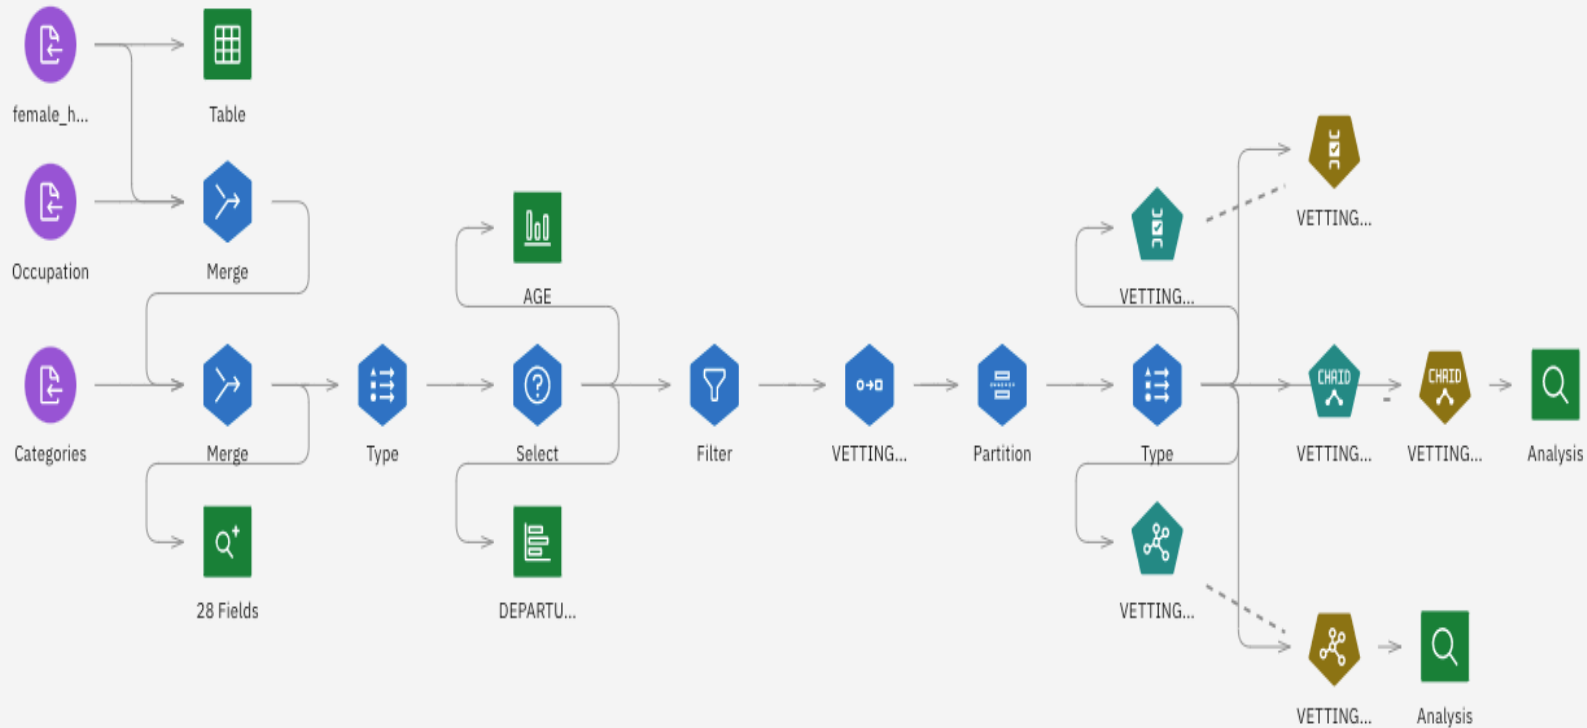 female_h...
Table
Occupation
Merge
AGE
VETTING...
VETTING...
CHAID
CHAID
Categories
Merge
Type
Select
Filter
VETTING...
Partition
Type
VETTING...
VETTING...
Analysis
28 Fields
DEPARTU...
VETTING...
VETTING...
Analysis